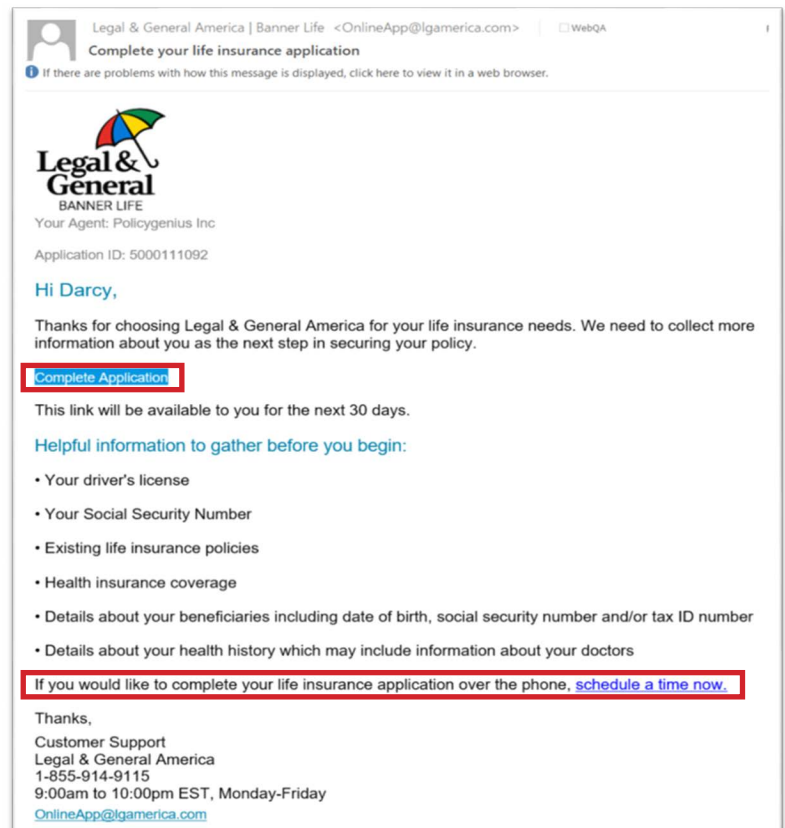 Legal & General America | Banner Life <OnlineApp@lgamerica.com>
WebQA
Complete your life insurance application
If there are problems with how this message is displayed, click here to view it in a web browser.
Legal &
General
BANNER LIFE
Your Agent: Policygenius Inc
Application ID: 5000111092
Hi Darcy,
Thanks for choosing Legal & General America for your life insurance needs. We need to collect more
information about you as the next step in securing your policy.
Complete Application
This link will be available to you for the next 30 days.
Helpful information to gather before you begin:
• Your driver's license
• Your Social Security Number
• Existing life insurance policies
• Health insurance coverage
• Details about your beneficiaries including date of birth, social security number and/or tax ID number
• Details about your health history which may include information about your doctors
If you would like to complete your life insurance application over the phone, schedule a time now.
Thanks,
Customer Support
Legal & General America
1-855-914-9115
9:00am to 10:00pm EST, Monday-Friday
OnlineApp@lgamerica.com